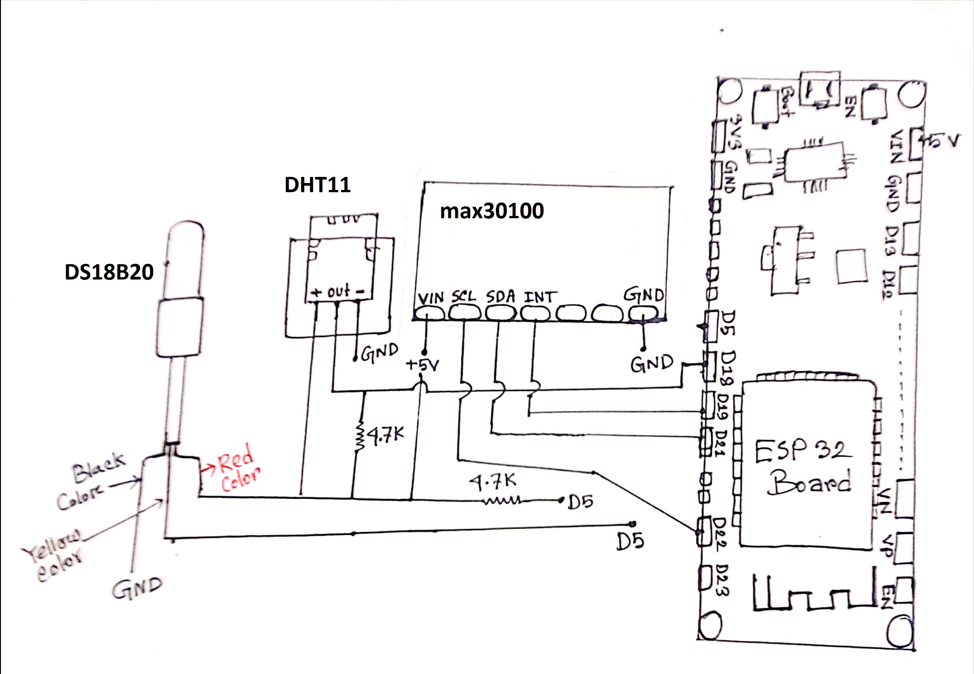 DHT11
max30100
DS18B20
+ out -
GND
VIN SCL SDA INT GND
+5V
GND
4.7K
4.7K
D5
D5
Black
Colore
Red
Color
Yellow
Color
GND
Boot
EN
3V3
GND
D5
D18
D19
D21
D22
D23
VIN
5V
GND
D13
D12
VN
VP
EN
ESP 32
Board